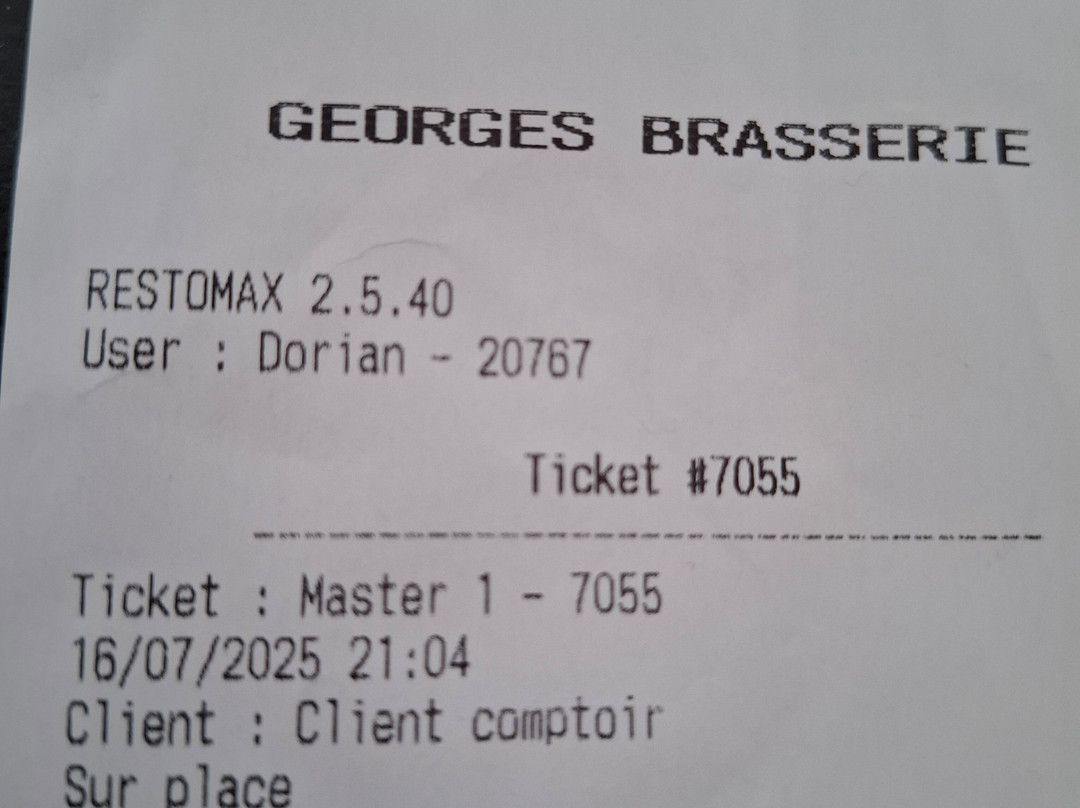 GEORGES BRASSERIE
RESTOMAX 2.5.40
User : Dorian - 20767
Ticket #7055
Ticket : Master 1 - 7055
16/07/2025 21:04
Client : Client comptoir
Sur place